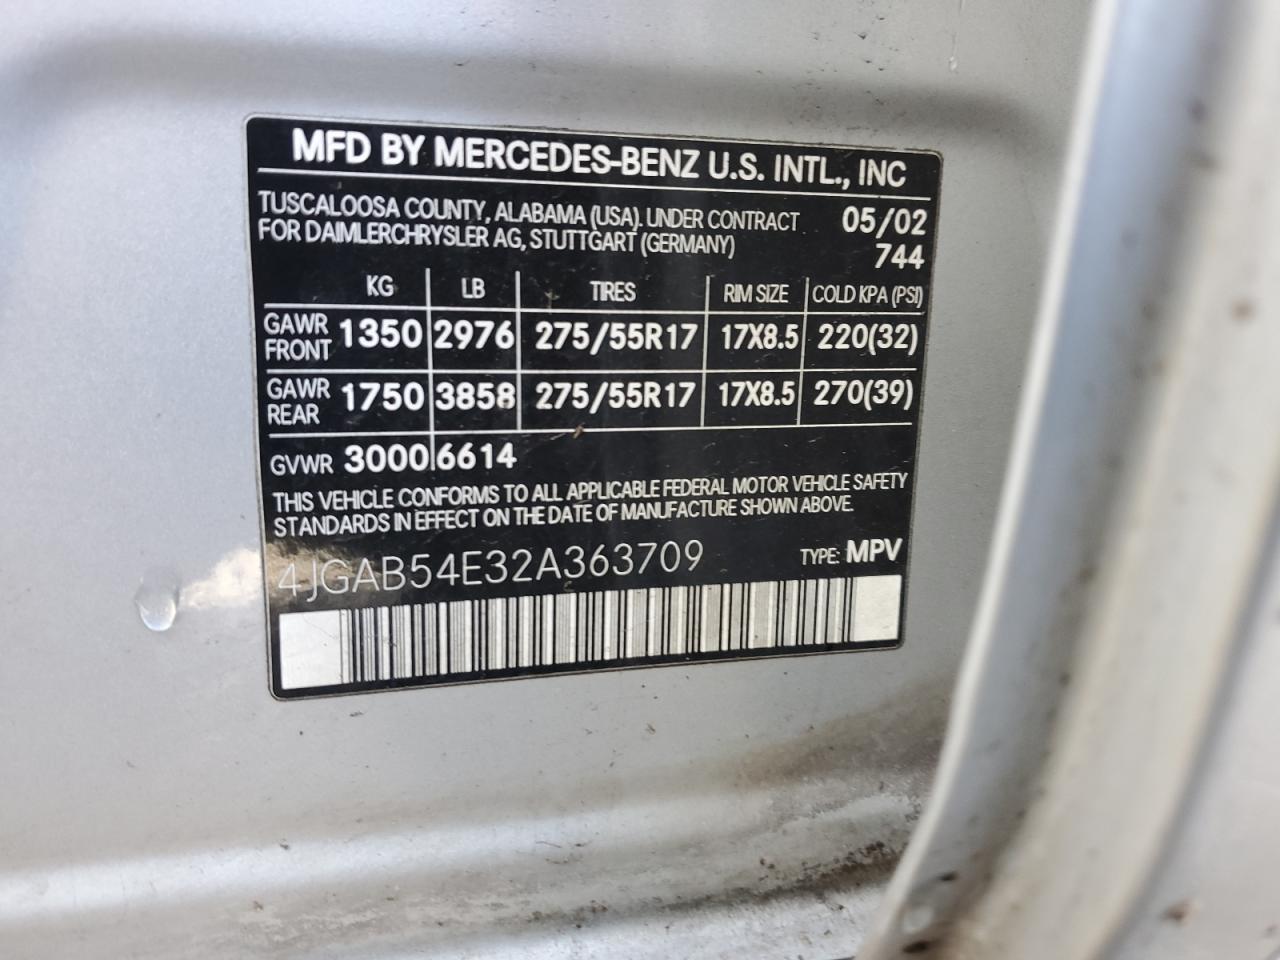 MFD BY MERCEDES-BENZ U.S. INTL., INC
TUSCALOOSA COUNTY, ALABAMA (USA). UNDER CONTRACT 05/02
FOR DAIMLERCHRYSLER AG, STUTTGART (GERMANY) 744
KG LB TIRES RIM SIZE COLD KPA (PSI)
GAWR FRONT 1350 2976 275/55R17 17X8.5 220(32)
GAWR REAR 1750 3858 275/55R17 17X8.5 270(39)
GVWR 3000 6614
THIS VEHICLE CONFORMS TO ALL APPLICABLE FEDERAL MOTOR VEHICLE SAFETY
STANDARDS IN EFFECT ON THE DATE OF MANUFACTURE SHOWN ABOVE.
4JGAB54E32A363709 TYPE: MPV